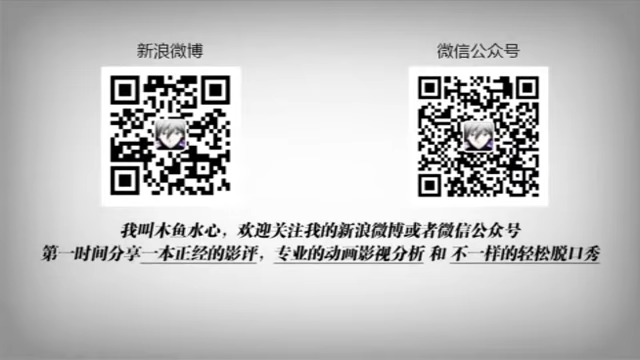 新浪微博
微信公众号
我叫木鱼水心，欢迎关注我的新浪微博或者微信公众号
第一时间分享一本正经的影评，专业的动画影视分析 和 不一样的轻松脱口秀